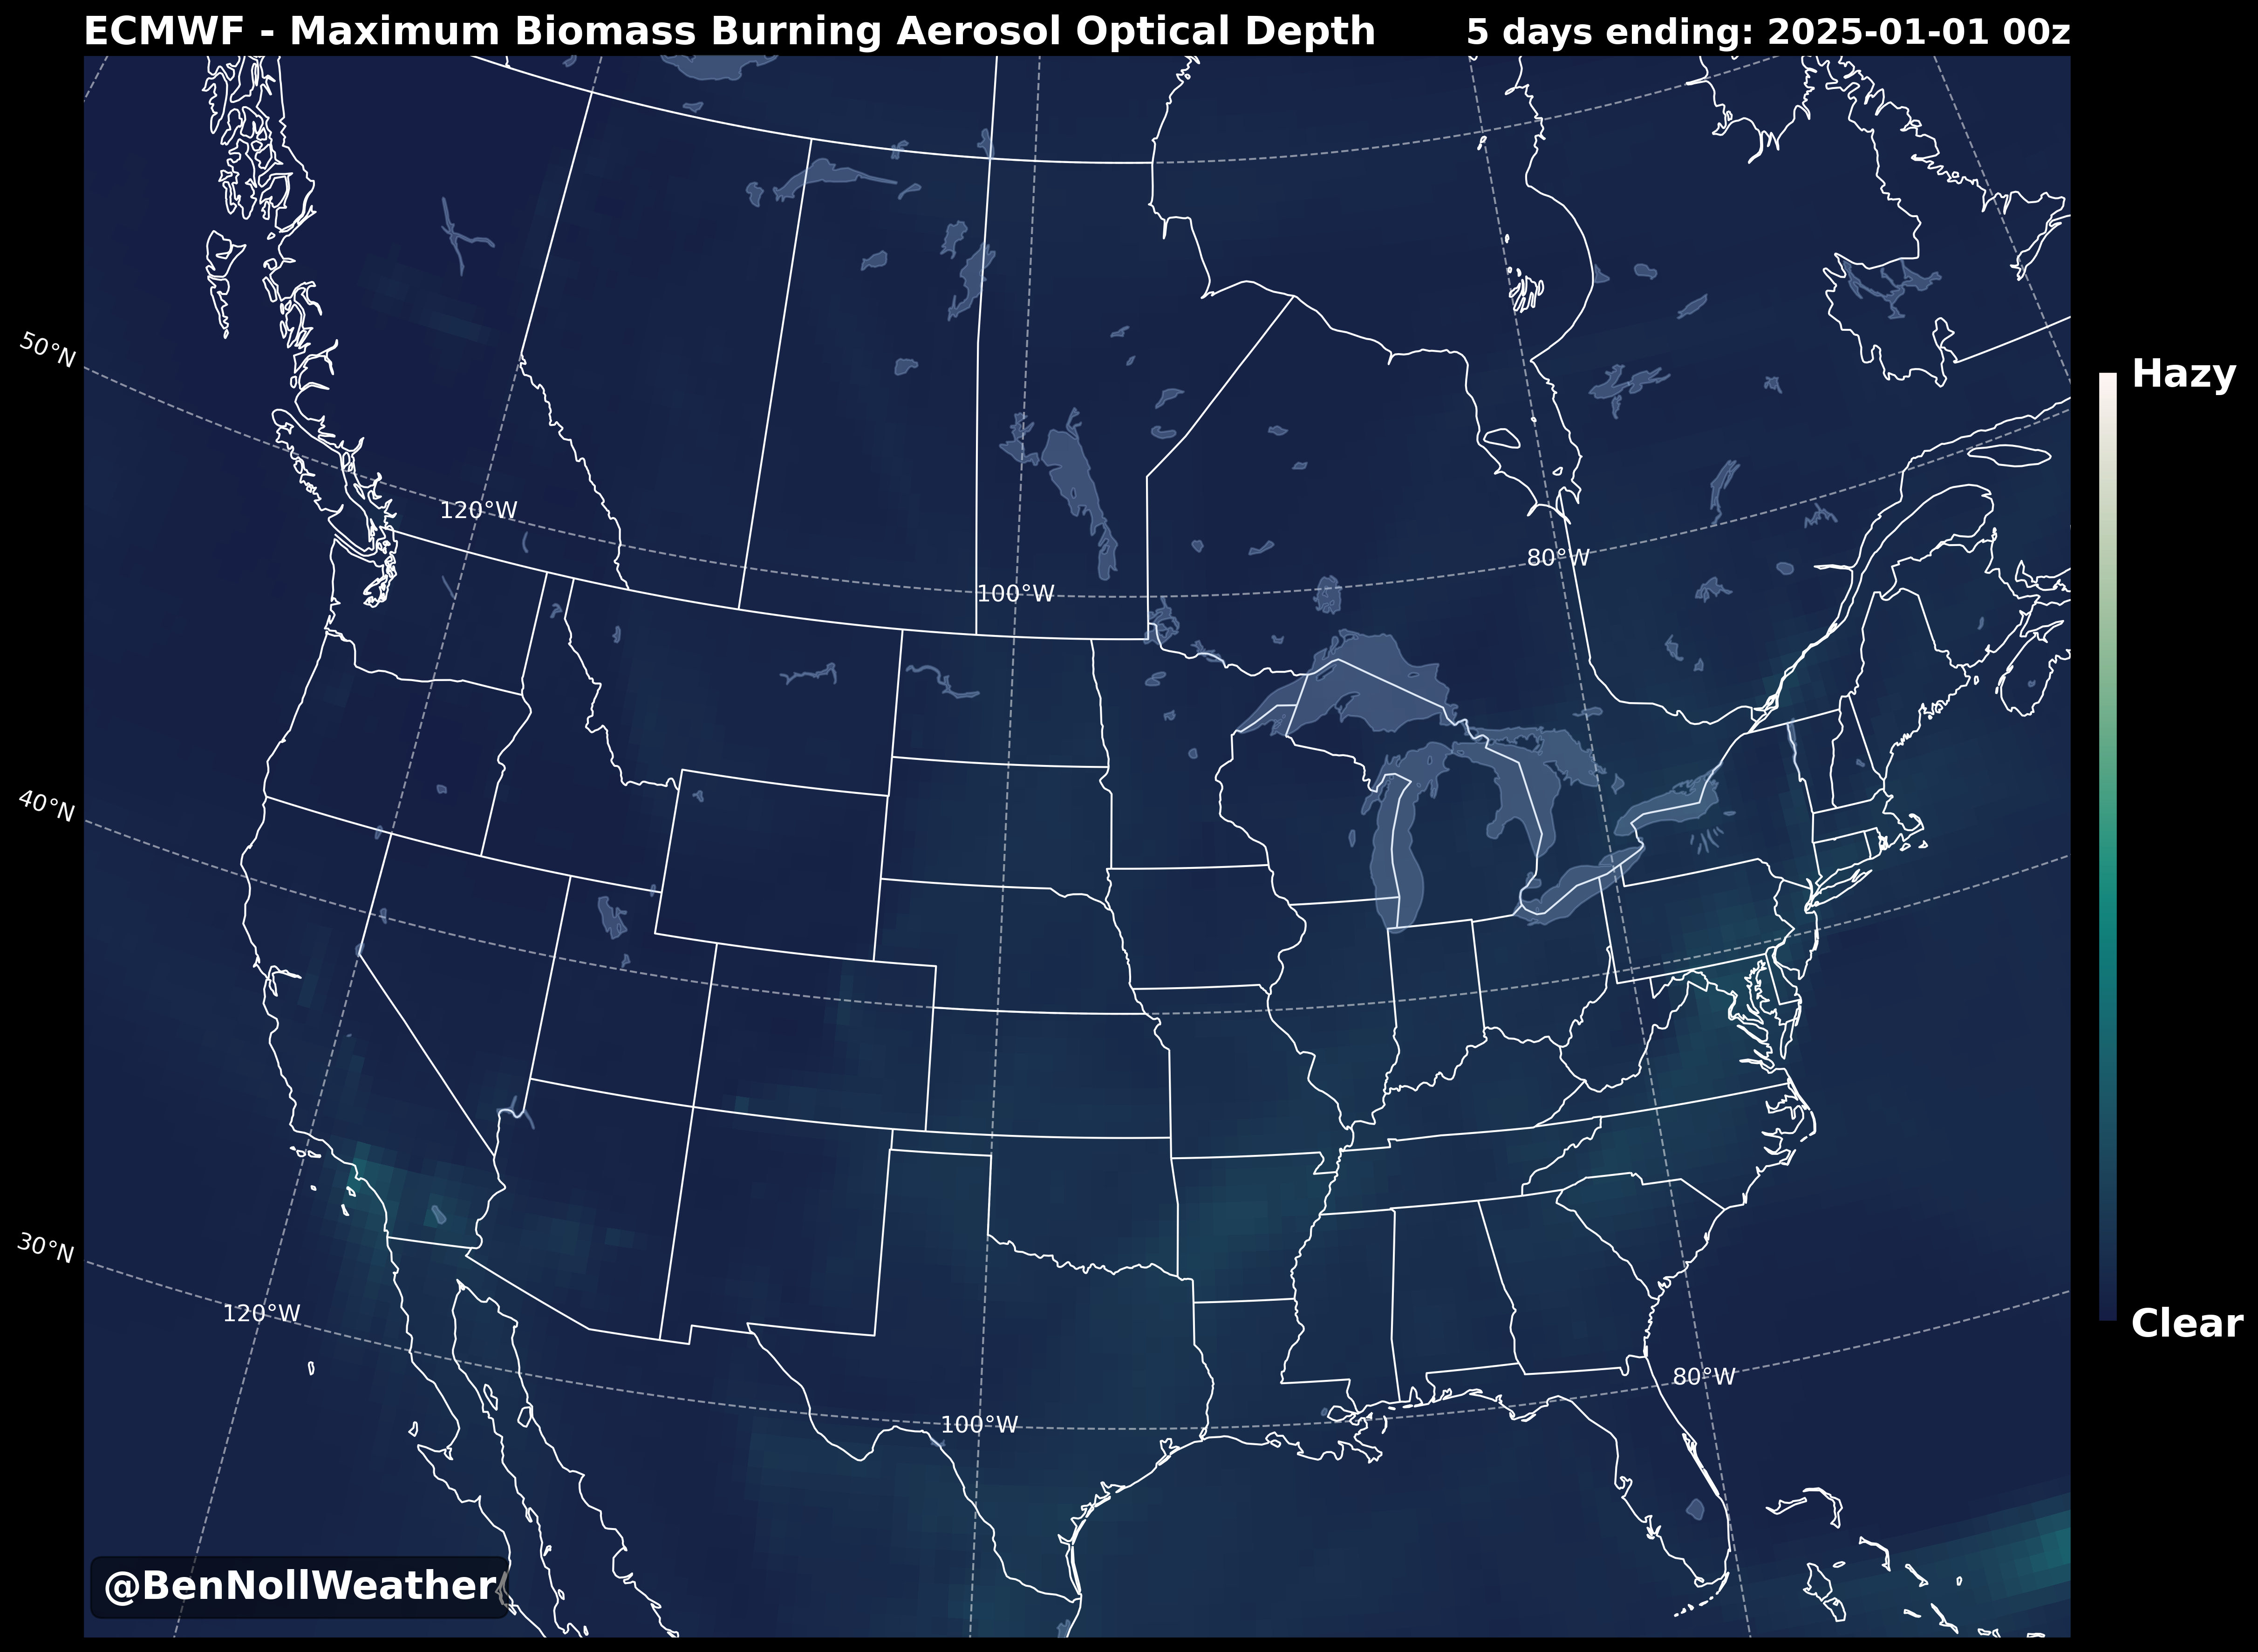 ECMWF - Maximum Biomass Burning Aerosol Optical Depth
5 days ending: 2025-01-01 00z
50°N
Hazy
120°W
80°W
100°W
40°N
30°N
120°W
Clear
80°W
100°W
@BenNollWeather